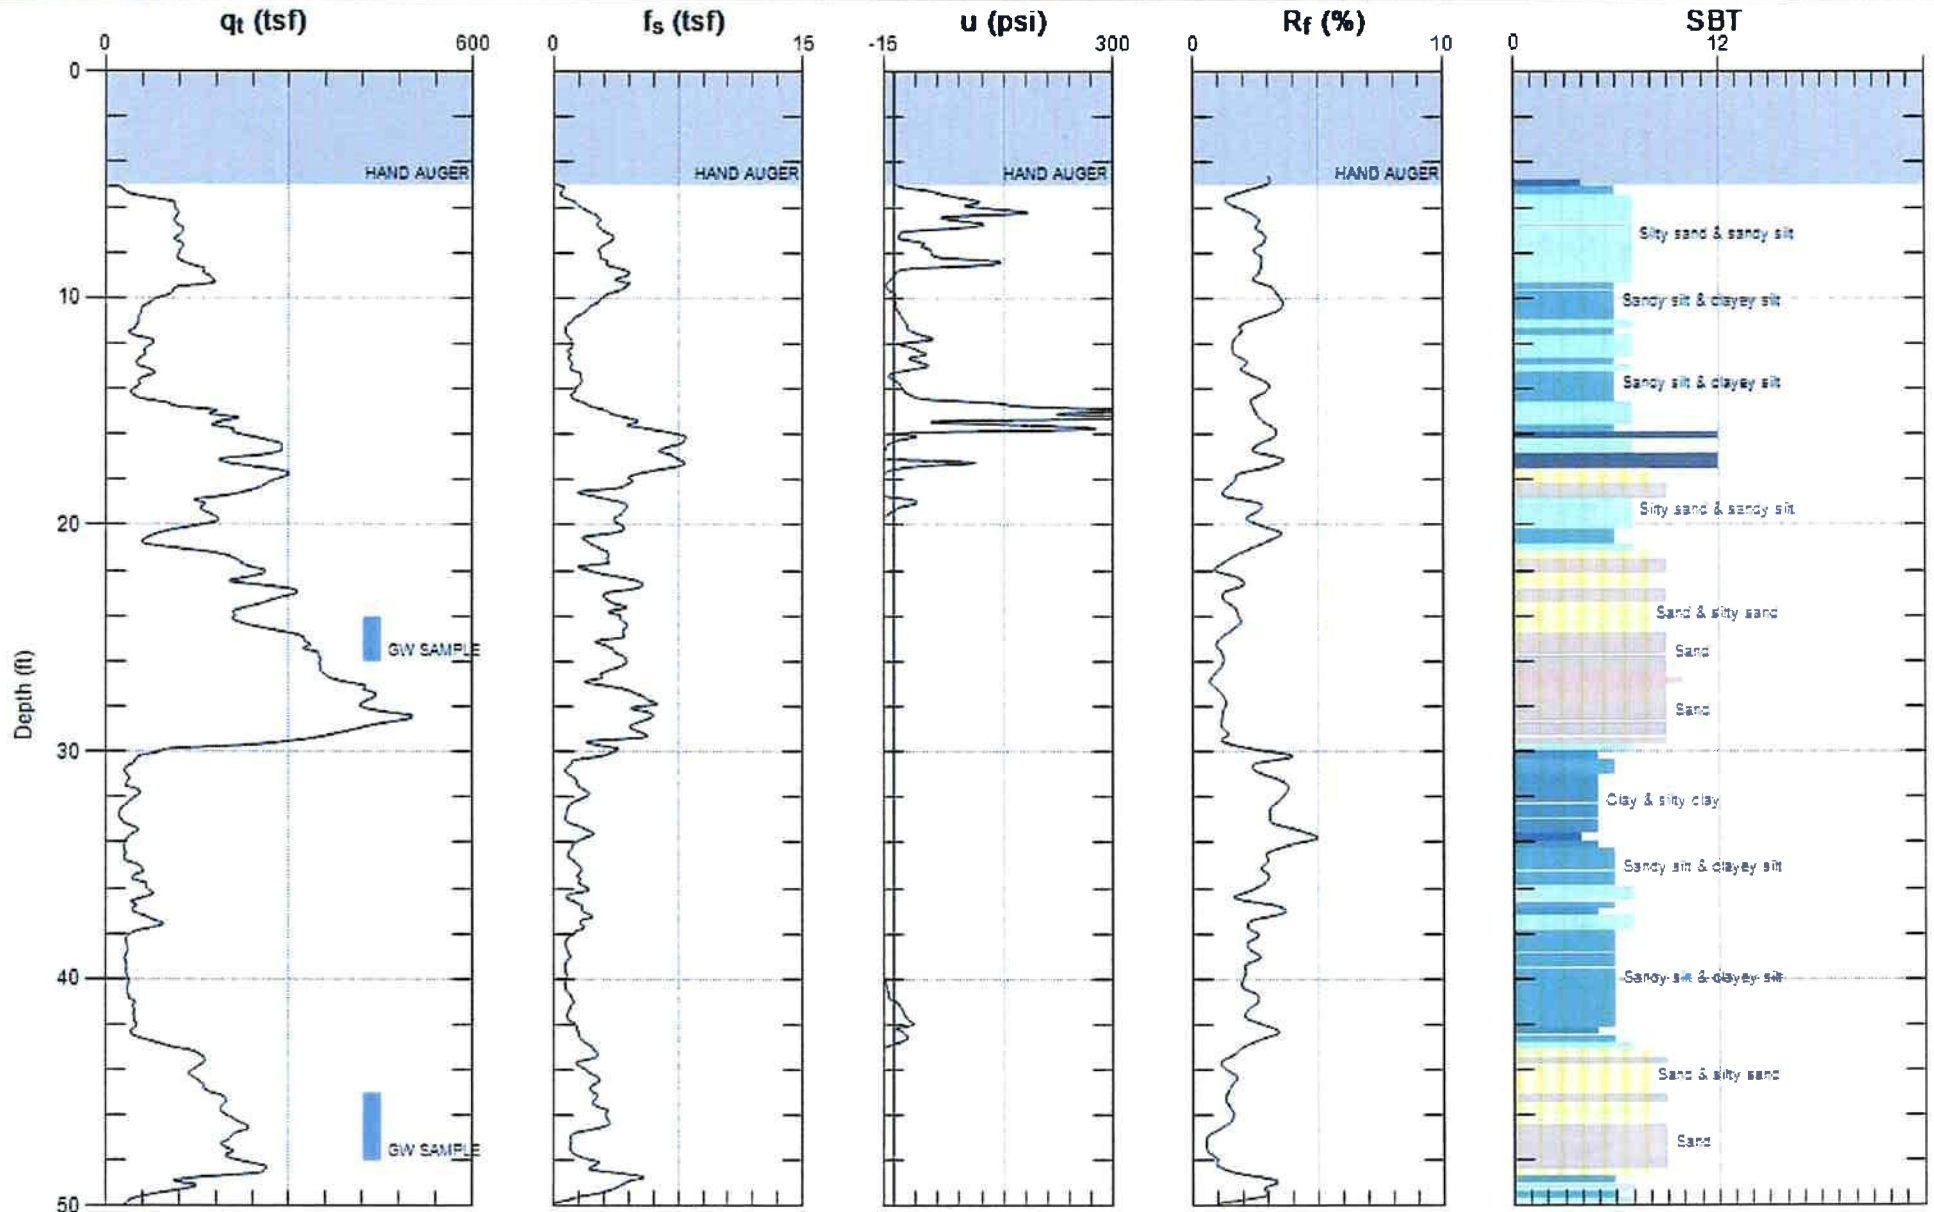 qt (tsf)
fs (tsf)
u (psi)
Rf (%)
SBT
0 600
0 15
-15 300
0 10
0 12
0
HAND AUGER
HAND AUGER
HAND AUGER
HAND AUGER
Silty sand & sandy silt
10
Sandy silt & clayey silt
Sandy silt & clayey silt
Silty sand & sandy silt
20
Sand & silty sand
GW SAMPLE
Sand
Depth (ft)
Sand
30
Clay & silty clay
Sandy silt & clayey silt
40
Sandy silt & clayey silt
Sand & silty sand
Sand
GW SAMPLE
50